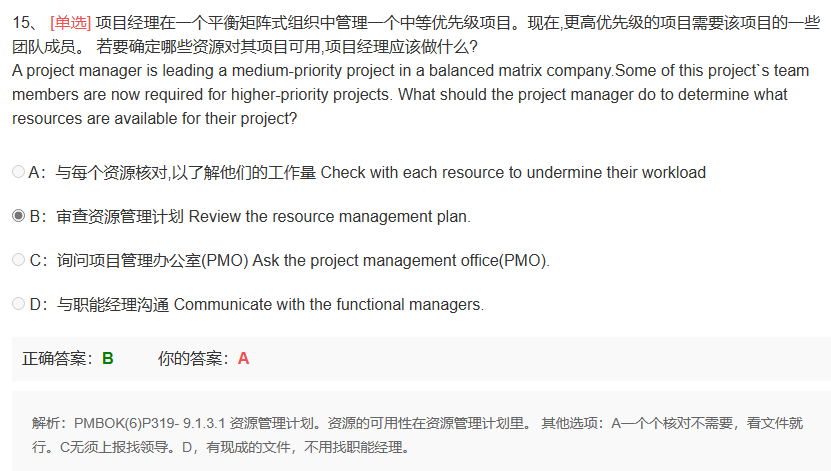 15、 [单选] 项目经理在一个平衡矩阵式组织中管理一个中等优先级项目。现在,更高优先级的项目需要该项目的一些
团队成员。 若要确定哪些资源对其项目可用,项目经理应该做什么?
A project manager is leading a medium-priority project in a balanced matrix company.Some of this project`s team
members are now required for higher-priority projects. What should the project manager do to determine what
resources are available for their project?
A：与每个资源核对,以了解他们的工作量 Check with each resource to undermine their workload
B：审查资源管理计划 Review the resource management plan.
C：询问项目管理办公室(PMO) Ask the project management office(PMO).
D：与职能经理沟通 Communicate with the functional managers.
正确答案：B 你的答案：A
解析：PMBOK(6)P319- 9.1.3.1 资源管理计划。资源的可用性在资源管理计划里。 其他选项：A一个个核对不需要，看文件就
行。C无须上报找领导。D，有现成的文件，不用找职能经理。